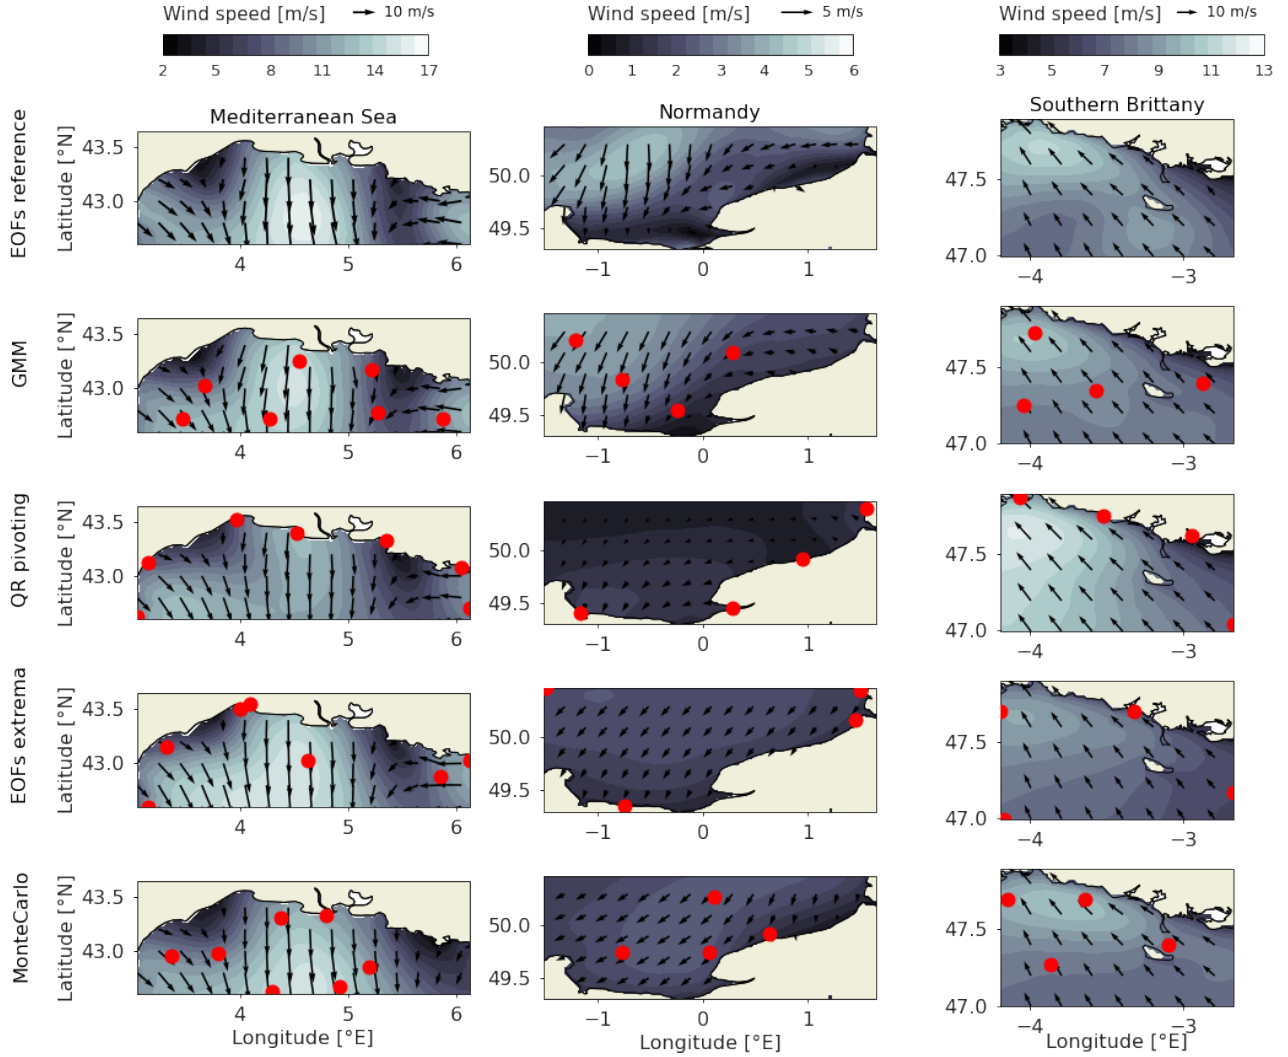 Wind speed [m/s] 10 m/s
2 5 8 11 14 17
Wind speed [m/s] 5 m/s
0 1 2 3 4 5 6
Wind speed [m/s] 10 m/s
3 5 7 9 11 13
Mediterranean Sea
Normandy
Southern Brittany
EOFs reference
Latitude [°N]
43.5
43.0
4 5 6
50.0
49.5
−1 0 1
47.5
47.0
−4 −3
GMM
Latitude [°N]
43.5
43.0
4 5 6
50.0
49.5
−1 0 1
47.5
47.0
−4 −3
QR pivoting
Latitude [°N]
43.5
43.0
4 5 6
50.0
49.5
−1 0 1
47.5
47.0
−4 −3
EOFs extrema
Latitude [°N]
43.5
43.0
4 5 6
50.0
49.5
−1 0 1
47.5
47.0
−4 −3
MonteCarlo
Latitude [°N]
43.5
43.0
4 5 6
Longitude [°E]
50.0
49.5
−1 0 1
Longitude [°E]
47.5
47.0
−4 −3
Longitude [°E]